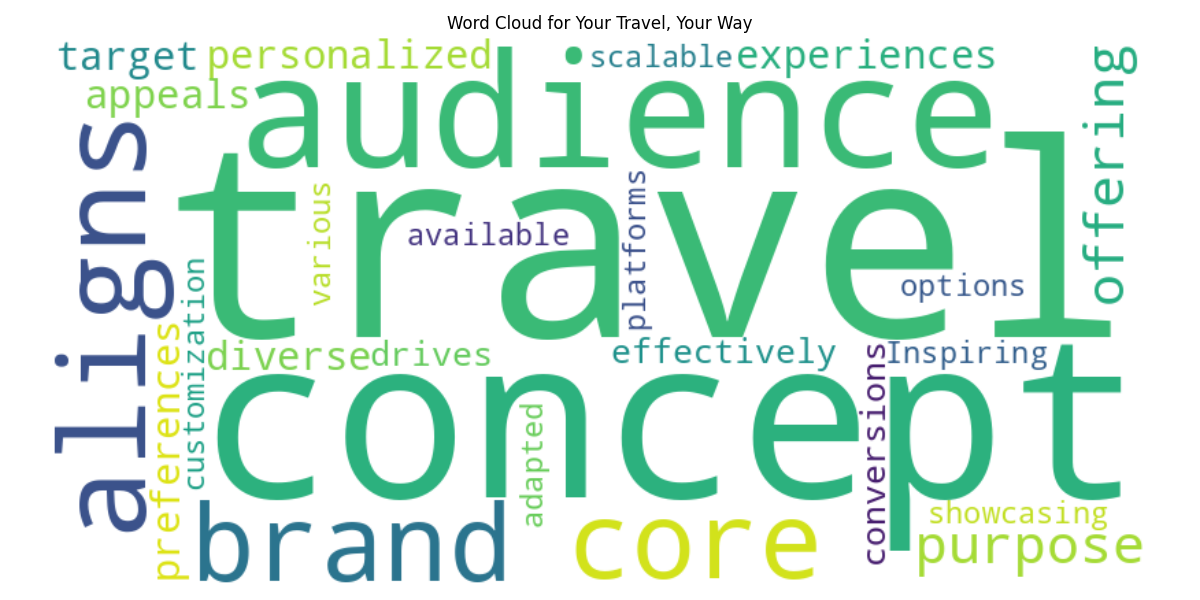 Word Cloud for Your Travel, Your Way
target
personalized
scalable
experiences
appeals
audience
offering
aligns
travel
various
available
platforms
options
customization
preferences
diverse
drives
effectively
Inspiring
concept
adapted
conversions
brand
core
showcasing
purpose